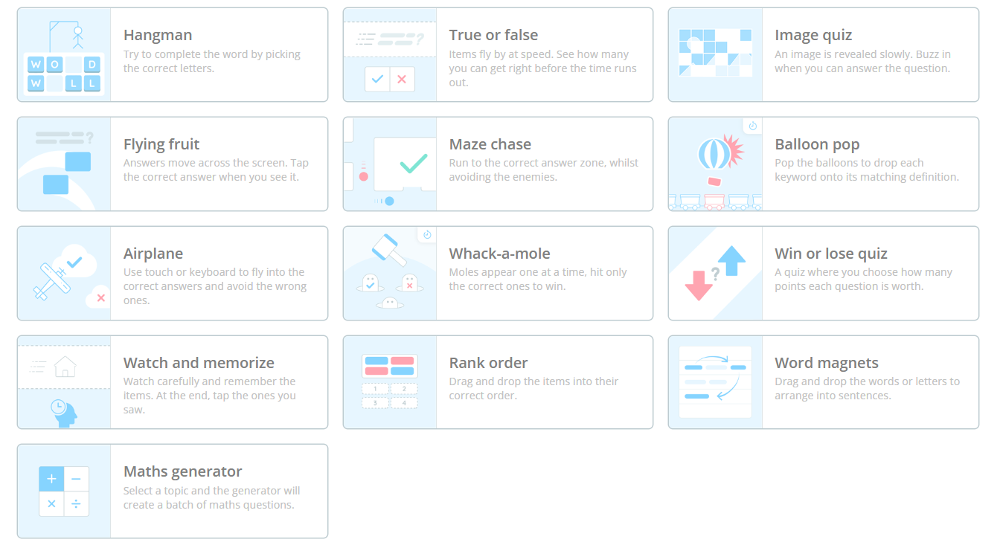 Hangman
Try to complete the word by picking
the correct letters.
W O D
W L L
True or false
Items fly by at speed. See how many
you can get right before the time runs
out.
?
Image quiz
An image is revealed slowly. Buzz in
when you can answer the question.
Flying fruit
Answers move across the screen. Tap
the correct answer when you see it.
?
Maze chase
Run to the correct answer zone, whilst
avoiding the enemies.
Balloon pop
Pop the balloons to drop each
keyword onto its matching definition.
Airplane
Use touch or keyboard to fly into the
correct answers and avoid the wrong
ones.
Whack-a-mole
Moles appear one at a time, hit only
the correct ones to win.
Win or lose quiz
A quiz where you choose how many
points each question is worth.
?
Watch and memorize
Watch carefully and remember the
items. At the end, tap the ones you
saw.
Rank order
Drag and drop the items into their
correct order.
1 2
3 4
Word magnets
Drag and drop the words or letters to
arrange into sentences.
Maths generator
Select a topic and the generator will
create a batch of maths questions.
+ −
× ÷